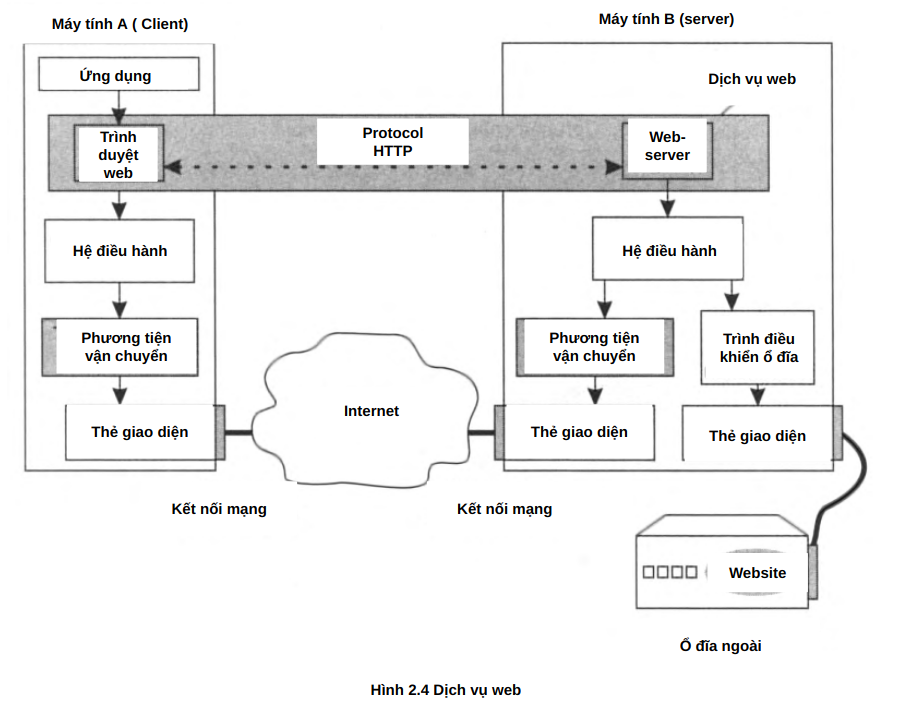 Máy tính A ( Client)
Máy tính B (server)
Ứng dụng
Dịch vụ web
Trình
duyệt
web
Protocol
HTTP
Web-
server
Hệ điều hành
Hệ điều hành
Phương tiện
vận chuyển
Phương tiện
vận chuyển
Trình điều
khiển ổ đĩa
Internet
Thẻ giao diện
Thẻ giao diện
Thẻ giao diện
Kết nối mạng
Kết nối mạng
Website
Ổ đĩa ngoài
Hình 2.4 Dịch vụ web